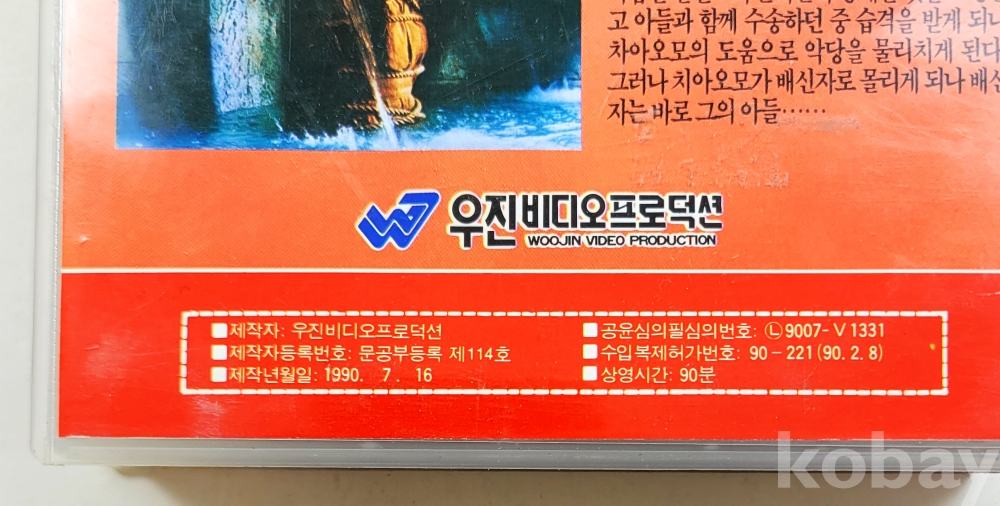 고 아들과 함께 수송하던 중 습격을 받게 되나
차아오모의 도움으로 악당을 물리치게 된다
그러나 치아오모가 배신자로 몰리게 되나 배신
자는 바로 그의 아들……
우진비디오프로덕션
WOOJIN VIDEO PRODUCTION
■제작자: 우진비디오프로덕션
■제작자등록번호: 문공부등록 제114호
■제작년월일: 1990. 7. 16
■공윤심의필심의번호: Ⓛ9007-V1331
■수입복제허가번호: 90-221(90.2.8)
■상영시간: 90분
kobay